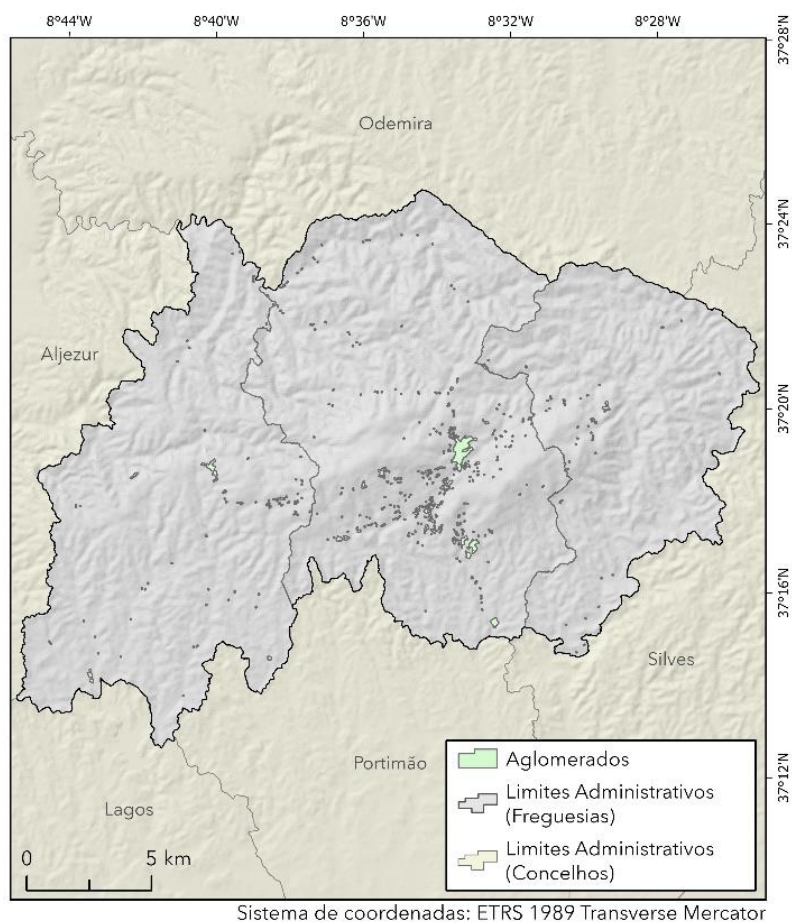 8°44'W 8°40'W 8°36'W 8°32'W 8°28'W
37°28'N
Odemira
37°24'N
Aljezur
37°20'N
37°16'N
Silves
Portimão
37°12'N
Lagos
Aglomerados
Limites Administrativos
(Freguesias)
Limites Administrativos
(Concelhos)
0 5 km
Sistema de coordenadas: ETRS 1989 Transverse Mercator